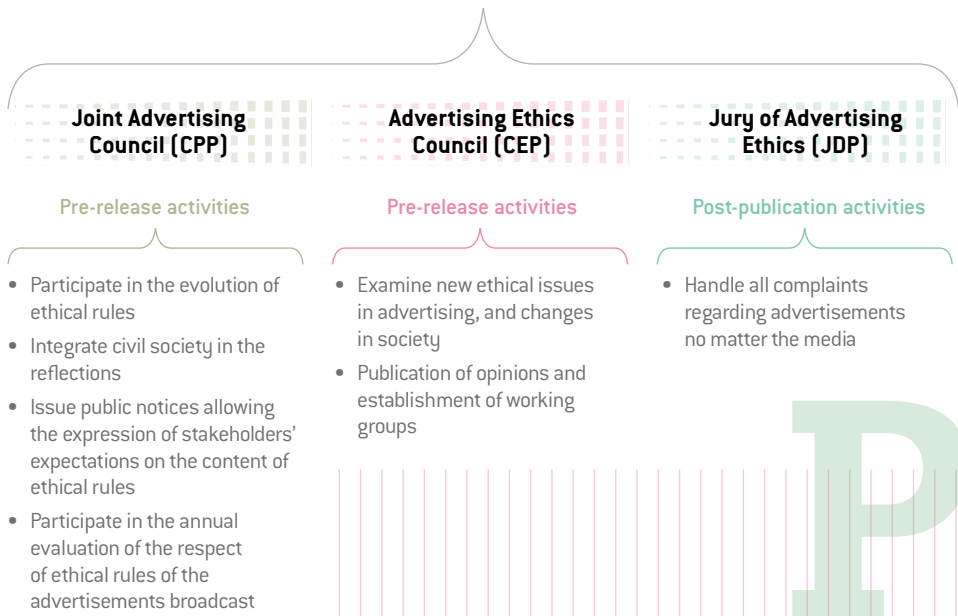 Joint Advertising
Council (CPP)
Pre-release activities
• Participate in the evolution of
ethical rules
• Integrate civil society in the
reflections
• Issue public notices allowing
the expression of stakeholders’
expectations on the content of
ethical rules
• Participate in the annual
evaluation of the respect
of ethical rules of the
advertisements broadcast
Advertising Ethics
Council (CEP)
Pre-release activities
• Examine new ethical issues
in advertising, and changes
in society
• Publication of opinions and
establishment of working
groups
Jury of Advertising
Ethics (JDP)
Post-publication activities
• Handle all complaints
regarding advertisements
no matter the media
P